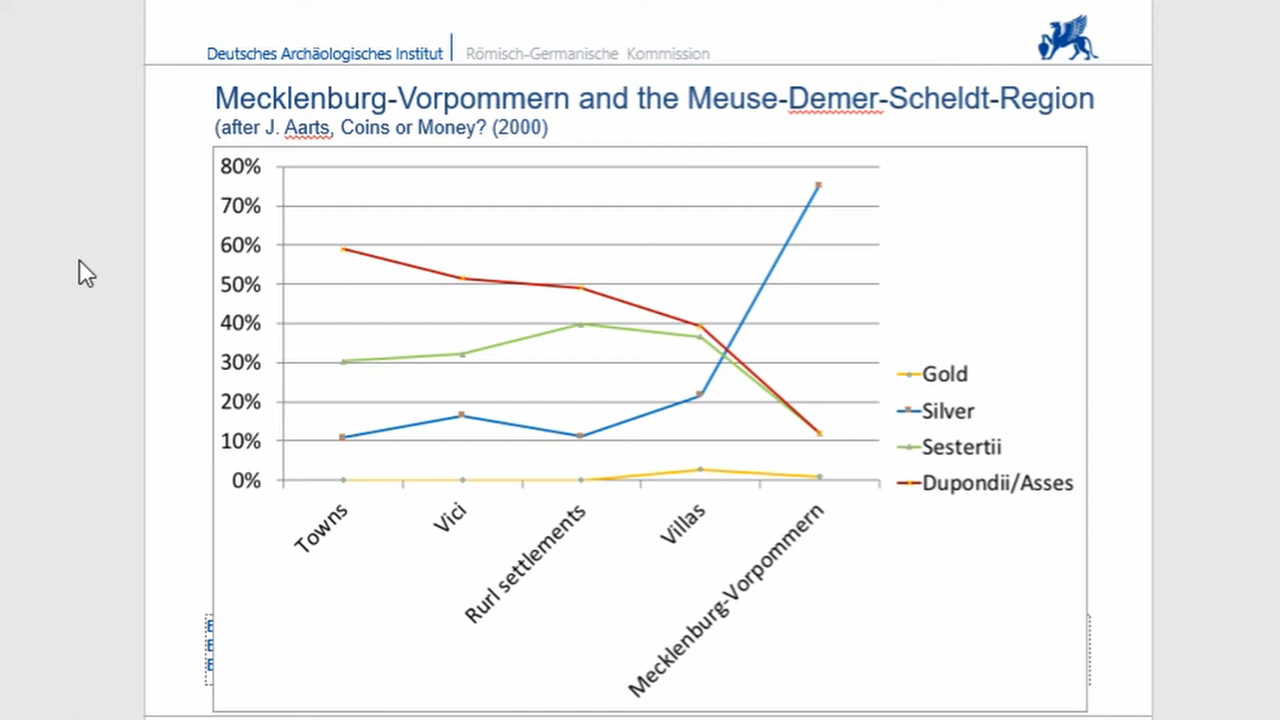 Deutsches Archäologisches Institut Römisch-Germanische Kommission
Mecklenburg-Vorpommern and the Meuse-Demer-Scheldt-Region
(after J. Aarts, Coins or Money? (2000)
80%
70%
60%
50%
40%
30%
20%
10%
0%
Gold
Silver
Sestertii
Dupondii/Asses
Towns
Vici
Rurl settlements
Villas
Mecklenburg-Vorpommern